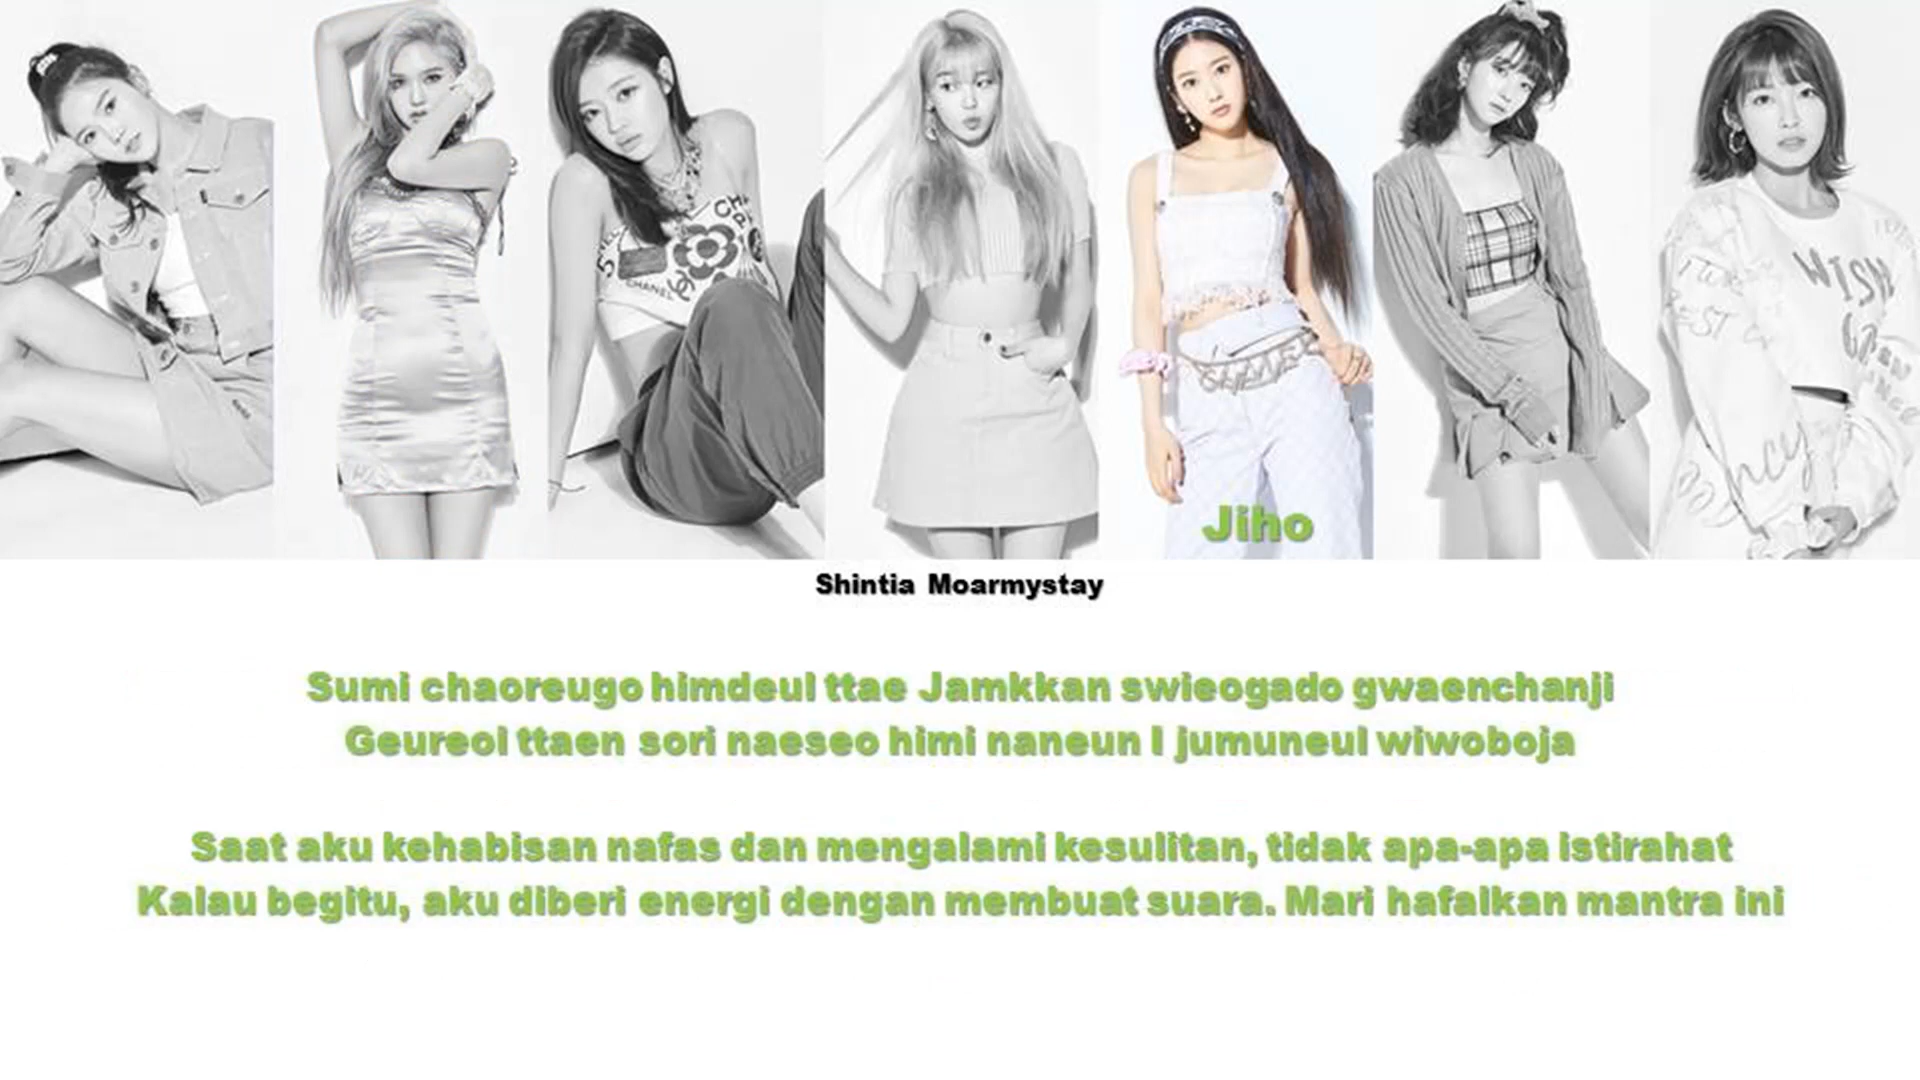 CHANEL
WISH
Jiho
Shintia Moarmystay
Sumi chaoreugo himdeul ttae Jamkkan swieogado gwaenchanji
Geureol ttaen sori naeseo himi naneun I jumuneul wiwoboja
Saat aku kehabisan nafas dan mengalami kesulitan, tidak apa-apa istirahat
Kalau begitu, aku diberi energi dengan membuat suara. Mari hafalkan mantra ini